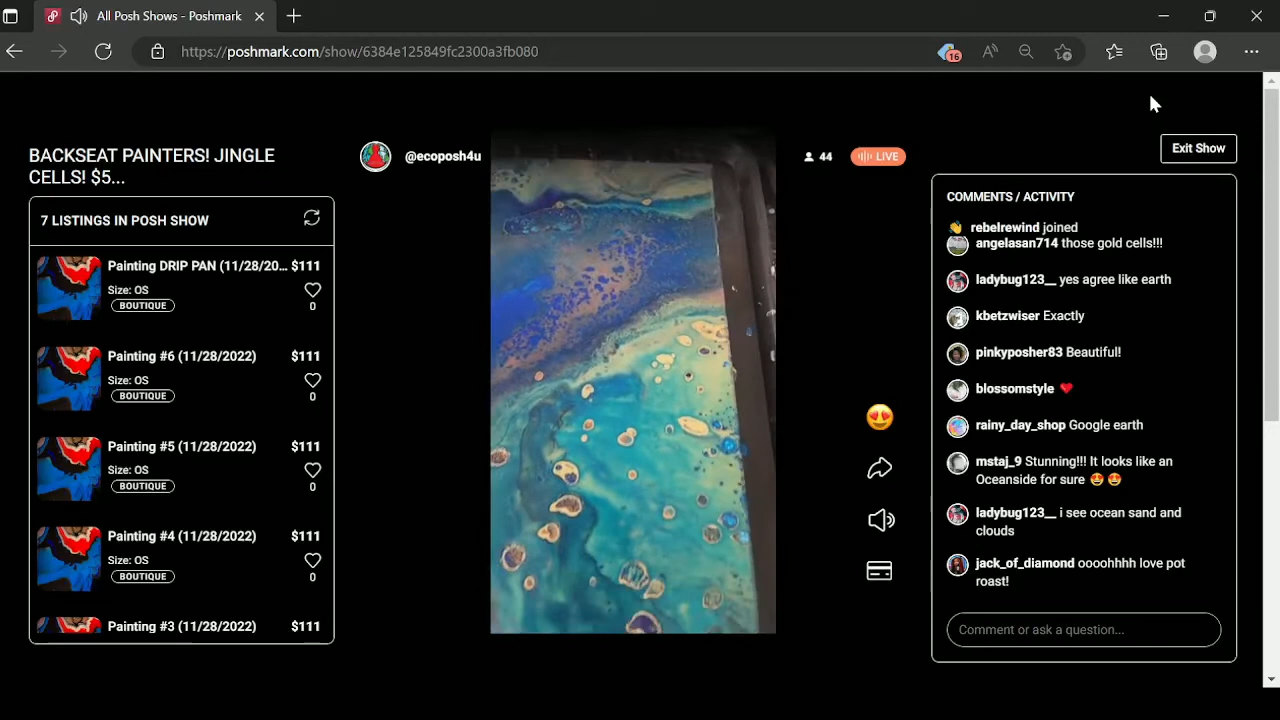 All Posh Shows - Poshmark
https://poshmark.com/show/6384e125849fc2300a3fb080
16
BACKSEAT PAINTERS! JINGLE
CELLS! $5...
@ecoposh4u
44
LIVE
Exit Show
7 LISTINGS IN POSH SHOW
Painting DRIP PAN (11/28/20... $111
Size: OS
BOUTIQUE
0
Painting #6 (11/28/2022) $111
Size: OS
BOUTIQUE
0
Painting #5 (11/28/2022) $111
Size: OS
BOUTIQUE
0
Painting #4 (11/28/2022) $111
Size: OS
BOUTIQUE
0
Painting #3 (11/28/2022) $111
COMMENTS / ACTIVITY
👋 rebelrewind joined
angelasan714 those gold cells!!!
ladybug123__ yes agree like earth
kbetzwiser Exactly
pinkyposher83 Beautiful!
blossomstyle ❤️
rainy_day_shop Google earth
mstaj_9 Stunning!!! It looks like an
Oceanside for sure 😍 😍
ladybug123__ i see ocean sand and
clouds
jack_of_diamond oooohhhh love pot
roast!
Comment or ask a question...